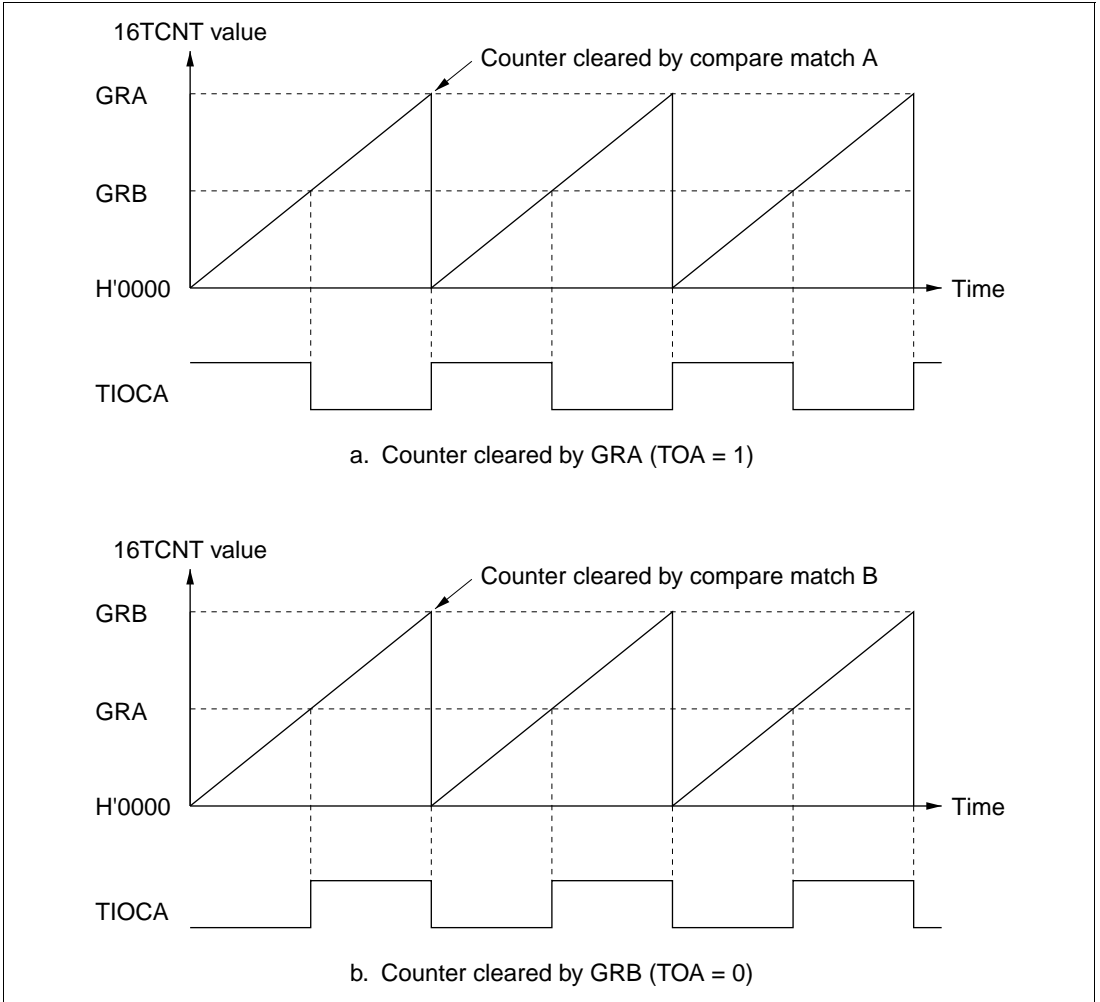 16TCNT value
Counter cleared by compare match A
GRA
GRB
H'0000
Time
TIOCA
a. Counter cleared by GRA (TOA = 1)
16TCNT value
Counter cleared by compare match B
GRB
GRA
H'0000
Time
TIOCA
b. Counter cleared by GRB (TOA = 0)